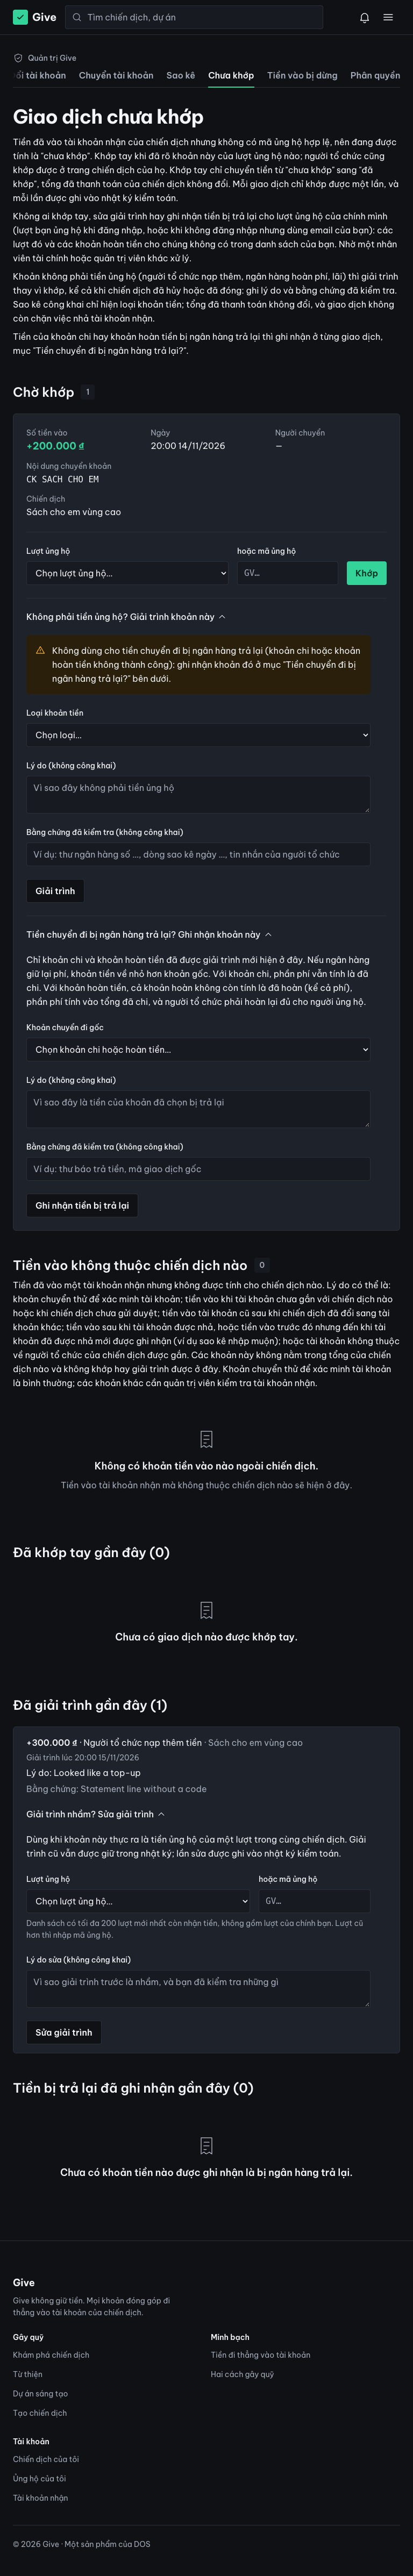 Give
Tìm chiến dịch, dự án
Quản trị Give
ổi tài khoản
Chuyển tài khoản
Sao kê
Chưa khớp
Tiền vào bị dừng
Phân quyền
Giao dịch chưa khớp
Tiền đã vào tài khoản nhận của chiến dịch nhưng không có mã ủng hộ hợp lệ, nên đang được
tính là "chưa khớp". Khớp tay khi đã rõ khoản này của lượt ủng hộ nào; người tổ chức cũng
khớp được ở trang chiến dịch của họ. Khớp tay chỉ chuyển tiền từ "chưa khớp" sang "đã
khớp", tổng đã thanh toán của chiến dịch không đổi. Mỗi giao dịch chỉ khớp được một lần, và
mỗi lần được ghi vào nhật ký kiểm toán.
Không ai khớp tay, sửa giải trình hay ghi nhận tiền bị trả lại cho lượt ủng hộ của chính mình
(lượt bạn ủng hộ khi đăng nhập, hoặc khi không đăng nhập nhưng dùng email của bạn): các
lượt đó và các khoản hoàn tiền cho chúng không có trong danh sách của bạn. Nhờ một nhân
viên tài chính hoặc quản trị viên khác xử lý.
Khoản không phải tiền ủng hộ (người tổ chức nạp thêm, ngân hàng hoàn phí, lãi) thì giải trình
thay vì khớp, kể cả khi chiến dịch đã hủy hoặc đã đóng: ghi lý do và bằng chứng đã kiểm tra.
Sao kê công khai chỉ hiện loại khoản tiền; tổng đã thanh toán không đổi, và giao dịch không
còn chặn việc nhả tài khoản nhận.
Tiền của khoản chi hay khoản hoàn tiền bị ngân hàng trả lại thì ghi nhận ở từng giao dịch,
mục "Tiền chuyển đi bị ngân hàng trả lại?".
Chờ khớp 1
Số tiền vào
+200.000 ₫
Ngày
20:00 14/11/2026
Người chuyển
—
Nội dung chuyển khoản
CK SACH CHO EM
Chiến dịch
Sách cho em vùng cao
Lượt ủng hộ
Chọn lượt ủng hộ...
hoặc mã ủng hộ
GV…
Khớp
Không phải tiền ủng hộ? Giải trình khoản này
Không dùng cho tiền chuyển đi bị ngân hàng trả lại (khoản chi hoặc khoản
hoàn tiền không thành công): ghi nhận khoản đó ở mục "Tiền chuyển đi bị
ngân hàng trả lại?" bên dưới.
Loại khoản tiền
Chọn loại...
Lý do (không công khai)
Vì sao đây không phải tiền ủng hộ
Bằng chứng đã kiểm tra (không công khai)
Ví dụ: thư ngân hàng số ..., dòng sao kê ngày ..., tin nhắn của người tổ chức
Giải trình
Tiền chuyển đi bị ngân hàng trả lại? Ghi nhận khoản này
Chỉ khoản chi và khoản hoàn tiền đã được giải trình mới hiện ở đây. Nếu ngân hàng
giữ lại phí, khoản tiền về nhỏ hơn khoản gốc. Với khoản chi, phần phí vẫn tính là đã
chi. Với khoản hoàn tiền, cả khoản hoàn không còn tính là đã hoàn (kể cả phí),
phần phí tính vào tổng đã chi, và người tổ chức phải hoàn lại đủ cho người ủng hộ.
Khoản chuyển đi gốc
Chọn khoản chi hoặc hoàn tiền...
Lý do (không công khai)
Vì sao đây là tiền của khoản đã chọn bị trả lại
Bằng chứng đã kiểm tra (không công khai)
Ví dụ: thư báo trả tiền, mã giao dịch gốc
Ghi nhận tiền bị trả lại
Tiền vào không thuộc chiến dịch nào 0
Tiền đã vào một tài khoản nhận nhưng không được tính cho chiến dịch nào. Lý do có thể là:
khoản chuyển thử để xác minh tài khoản; tiền vào khi tài khoản chưa gắn với chiến dịch nào
hoặc khi chiến dịch chưa gửi duyệt; tiền vào tài khoản cũ sau khi chiến dịch đã đổi sang tài
khoản khác; tiền vào sau khi tài khoản được nhả, hoặc tiền vào trước đó nhưng đến khi tài
khoản đã được nhả mới được ghi nhận (ví dụ sao kê nhập muộn); hoặc tài khoản không thuộc
về người tổ chức của chiến dịch được gắn. Các khoản này không nằm trong tổng của chiến
dịch nào và không khớp hay giải trình được ở đây. Khoản chuyển thử để xác minh tài khoản
là bình thường; các khoản khác cần quản trị viên kiểm tra tài khoản nhận.
Không có khoản tiền vào nào ngoài chiến dịch.
Tiền vào tài khoản nhận mà không thuộc chiến dịch nào sẽ hiện ở đây.
Đã khớp tay gần đây (0)
Chưa có giao dịch nào được khớp tay.
Đã giải trình gần đây (1)
+300.000 ₫ · Người tổ chức nạp thêm tiền · Sách cho em vùng cao
Giải trình lúc 20:00 15/11/2026
Lý do: Looked like a top-up
Bằng chứng: Statement line without a code
Giải trình nhầm? Sửa giải trình
Dùng khi khoản này thực ra là tiền ủng hộ của một lượt trong cùng chiến dịch. Giải
trình cũ vẫn được giữ trong nhật ký; lần sửa được ghi vào nhật ký kiểm toán.
Lượt ủng hộ
Chọn lượt ủng hộ...
hoặc mã ủng hộ
GV…
Danh sách có tối đa 200 lượt mới nhất còn nhận tiền, không gồm lượt của chính bạn. Lượt cũ
hơn thì nhập mã ủng hộ.
Lý do sửa (không công khai)
Vì sao giải trình trước là nhầm, và bạn đã kiểm tra những gì
Sửa giải trình
Tiền bị trả lại đã ghi nhận gần đây (0)
Chưa có khoản tiền nào được ghi nhận là bị ngân hàng trả lại.
Give
Give không giữ tiền. Mọi khoản đóng góp đi
thẳng vào tài khoản của chiến dịch.
Gây quỹ
Khám phá chiến dịch
Từ thiện
Dự án sáng tạo
Tạo chiến dịch
Minh bạch
Tiền đi thẳng vào tài khoản
Hai cách gây quỹ
Tài khoản
Chiến dịch của tôi
Ủng hộ của tôi
Tài khoản nhận
© 2026 Give · Một sản phẩm của DOS